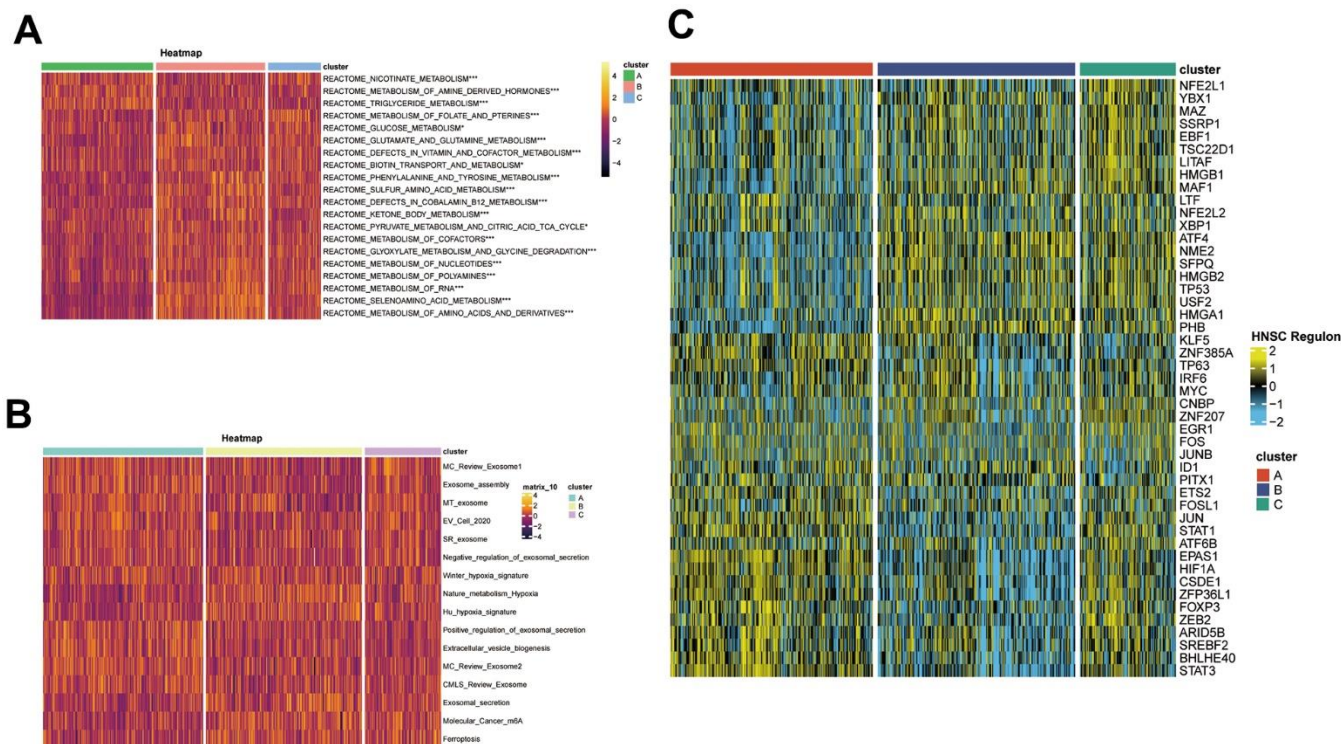 A
Heatmap
cluster
REACTOME_NICOTINATE_METABOLISM***
REACTOME_METABOLISM_OF_AMINE_DERIVED_HORMONES***
REACTOME_TRIGLYCERIDE_METABOLISM***
REACTOME_METABOLISM_OF_FOLATE_AND_PTERINES***
REACTOME_GLUCOSE_METABOLISM*
REACTOME_GLUTAMATE_AND_GLUTAMINE_METABOLISM***
REACTOME_DEFECTS_IN_VITAMIN_AND_COFACTOR_METABOLISM***
REACTOME_BIOTIN_TRANSPORT_AND_METABOLISM*
REACTOME_PHENYLALANINE_AND_TYROSINE_METABOLISM***
REACTOME_SULFUR_AMINO_ACID_METABOLISM***
REACTOME_DEFECTS_IN_COBALAMIN_B12_METABOLISM***
REACTOME_KETONE_BODY_METABOLISM***
REACTOME_PYRUVATE_METABOLISM_AND_CITRIC_ACID_TCA_CYCLE*
REACTOME_METABOLISM_OF_COFACTORS***
REACTOME_GLYOXYLATE_METABOLISM_AND_GLYCINE_DEGRADATION***
REACTOME_METABOLISM_OF_NUCLEOTIDES***
REACTOME_METABOLISM_OF_POLYAMINES***
REACTOME_METABOLISM_OF_RNA***
REACTOME_SELENOAMINO_ACID_METABOLISM***
REACTOME_METABOLISM_OF_AMINO_ACIDS_AND_DERIVATIVES***
4
2
0
-2
-4
cluster
A
B
C
B
Heatmap
cluster
MC_Review_Exosome1
Exosome_assembly
MT_exosome
EV_Cell_2020
SR_exosome
Negative_regulation_of_exosomal_secretion
Winter_hypoxia_signature
Nature_metabolism_Hypoxia
Hu_hypoxia_signature
Positive_regulation_of_exosomal_secretion
Extracellular_vesicle_biogenesis
MC_Review_Exosome2
CMLS_Review_Exosome
Exosomal_secretion
Molecular_Cancer_m6A
Ferroptosis
matrix_10
4
2
0
-2
-4
cluster
A
B
C
C
cluster
NFE2L1
YBX1
MAZ
SSRP1
EBF1
TSC22D1
LITAF
HMGB1
MAF1
LTF
NFE2L2
XBP1
ATF4
NME2
SFPQ
HMGB2
TP53
USF2
HMGA1
PHB
KLF5
ZNF385A
TP63
IRF6
MYC
CNBP
ZNF207
EGR1
FOS
JUNB
ID1
PITX1
ETS2
FOSL1
JUN
STAT1
ATF6B
EPAS1
HIF1A
CSDE1
ZFP36L1
FOXP3
ZEB2
ARID5B
SREBF2
BHLHE40
STAT3
HNSC Regulon
2
1
0
−1
−2
cluster
A
B
C